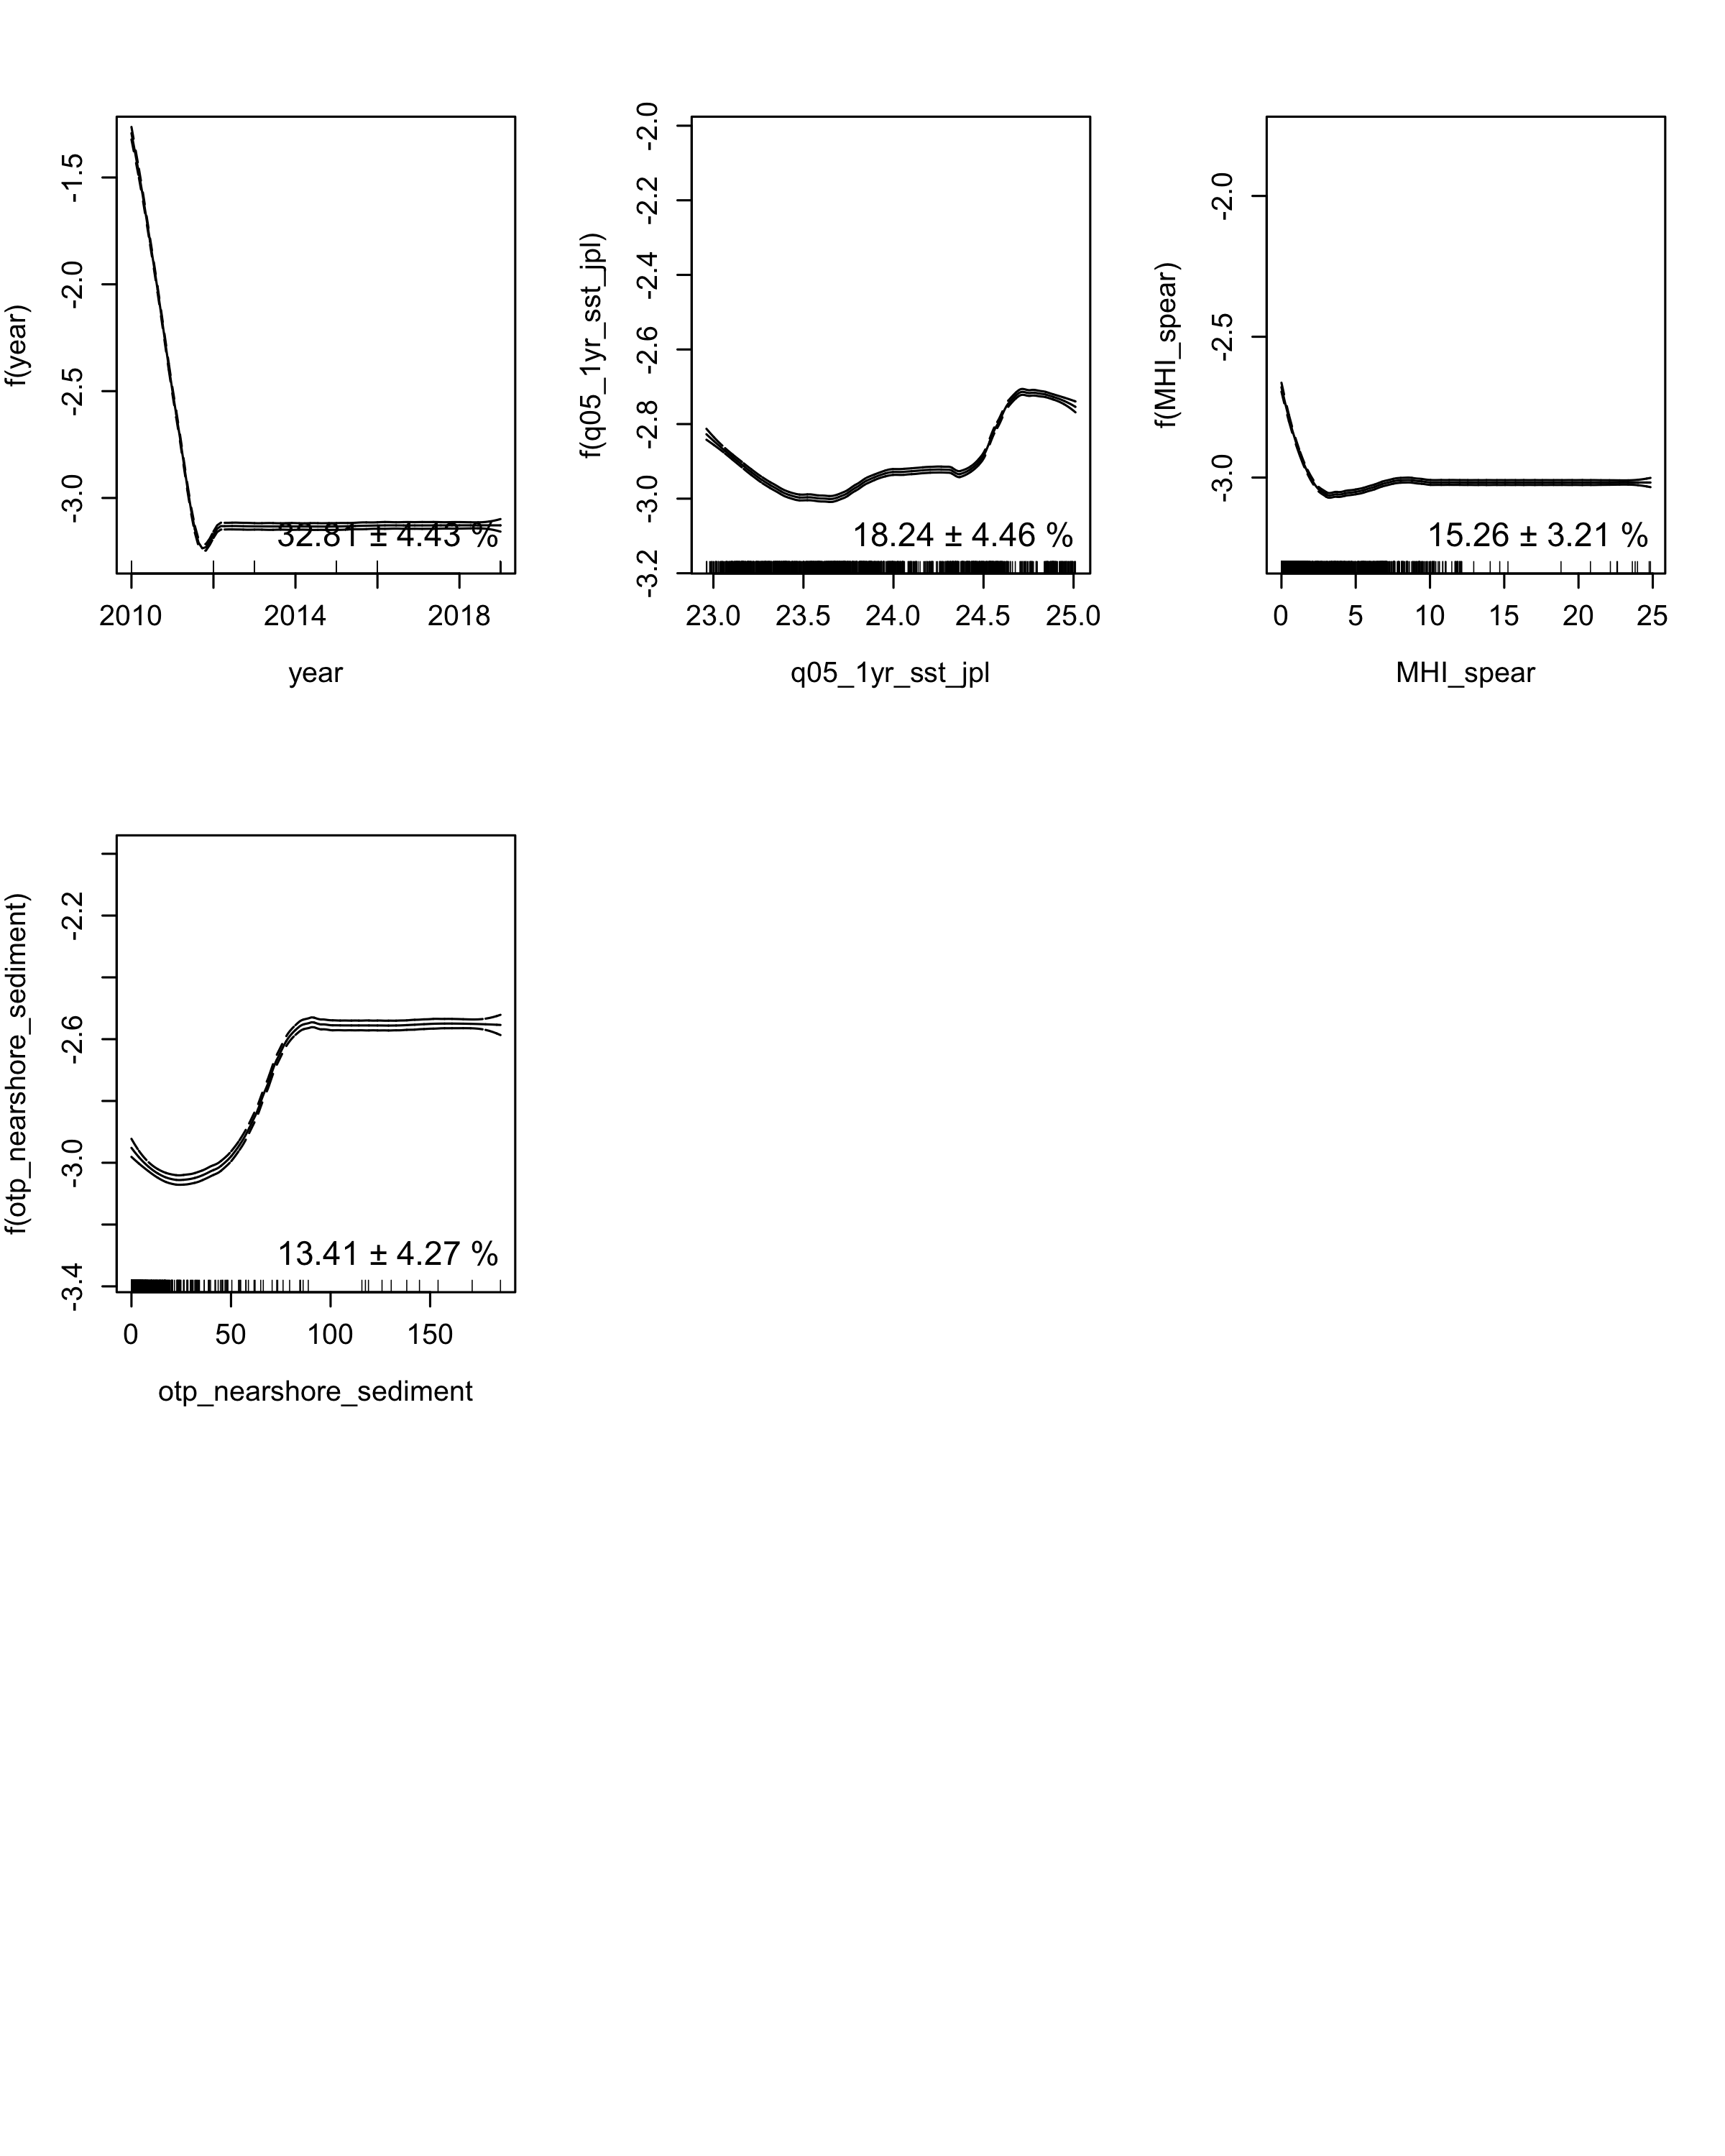 f(year)
-1.5
-2.0
-2.5
-3.0
32.81 ± 4.43 %
2010 2014 2018
year
f(q05_1yr_sst_jpl)
-2.0
-2.2
-2.4
-2.6
-2.8
-3.0
-3.2
18.24 ± 4.46 %
23.0 23.5 24.0 24.5 25.0
q05_1yr_sst_jpl
f(MHI_spear)
-2.0
-2.5
-3.0
15.26 ± 3.21 %
0 5 10 15 20 25
MHI_spear
f(otp_nearshore_sediment)
-2.2
-2.6
-3.0
-3.4
13.41 ± 4.27 %
0 50 100 150
otp_nearshore_sediment